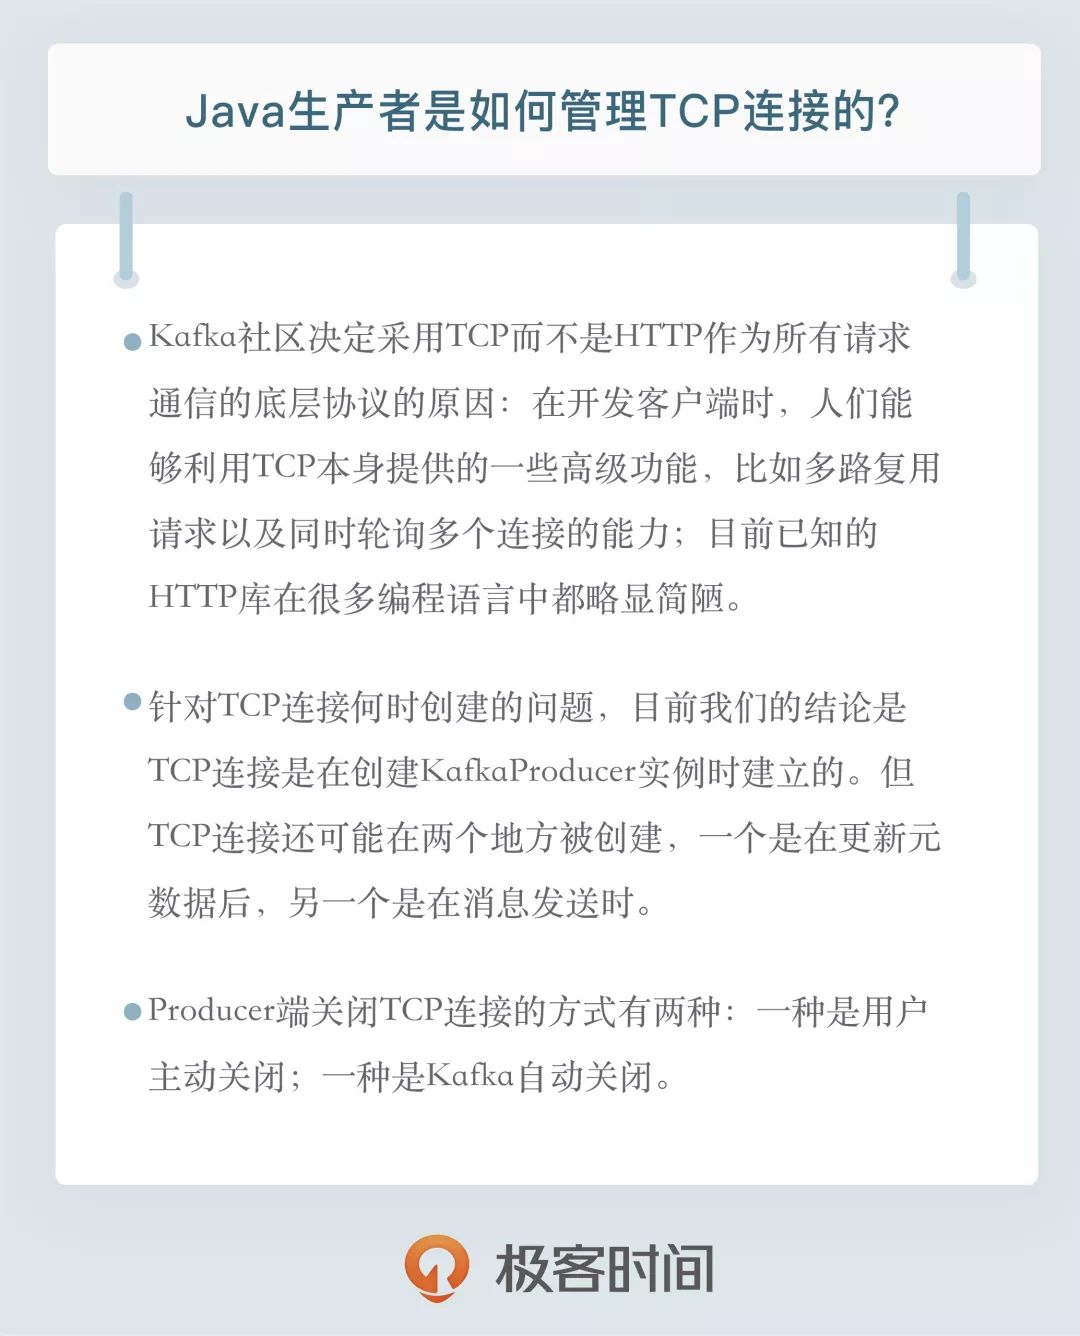 Java生产者是如何管理TCP连接的?
Kafka社区决定采用TCP而不是HTTP作为所有请求
通信的底层协议的原因：在开发客户端时，人们能
够利用TCP本身提供的一些高级功能，比如多路复用
请求以及同时轮询多个连接的能力；目前已知的
HTTP库在很多编程语言中都略显简陋。
针对TCP连接何时创建的问题，目前我们的结论是
TCP连接是在创建KafkaProducer实例时建立的。但
TCP连接还可能在两个地方被创建，一个是在更新元
数据后，另一个是在消息发送时。
Producer端关闭TCP连接的方式有两种：一种是用户
主动关闭；一种是Kafka自动关闭。
极客时间